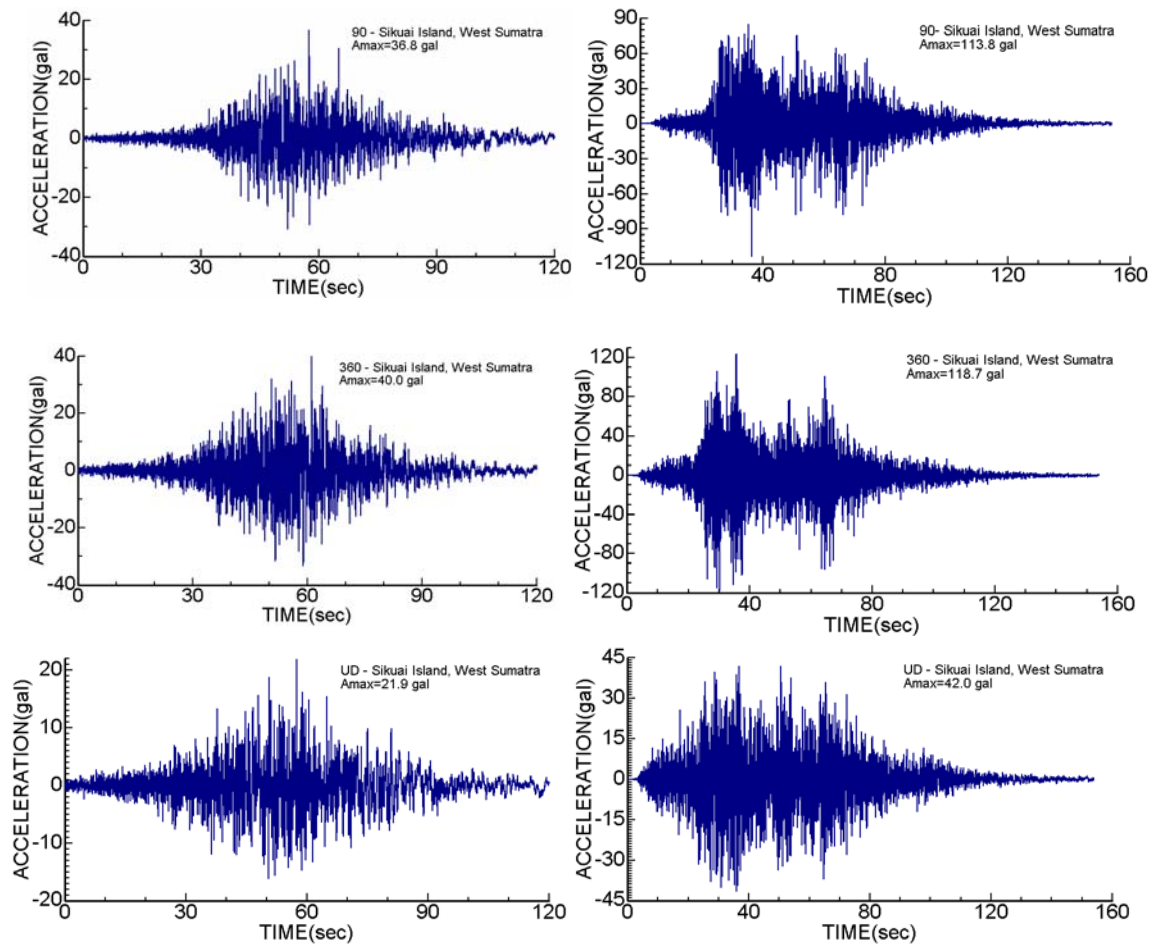 90 - Sikuai Island, West Sumatra
Amax=36.8 gal
ACCELERATION(gal)
40
20
0
-20
-40
0 30 60 90 120
TIME(sec)
90- Sikuai Island, West Sumatra
Amax=113.8 gal
ACCELERATION(gal)
90
60
30
0
-30
-60
-90
-120
0 40 80 120 160
TIME(sec)
360 - Sikuai Island, West Sumatra
Amax=40.0 gal
ACCELERATION(gal)
40
20
0
-20
-40
0 30 60 90 120
TIME(sec)
360 - Sikuai Island, West Sumatra
Amax=118.7 gal
ACCELERATION(gal)
120
80
40
0
-40
-80
-120
0 40 80 120 160
TIME(sec)
UD - Sikuai Island, West Sumatra
Amax=21.9 gal
ACCELERATION(gal)
20
10
0
-10
-20
0 30 60 90 120
TIME(sec)
UD - Sikuai Island, West Sumatra
Amax=42.0 gal
ACCELERATION(gal)
45
30
15
0
-15
-30
-45
0 40 80 120 160
TIME(sec)